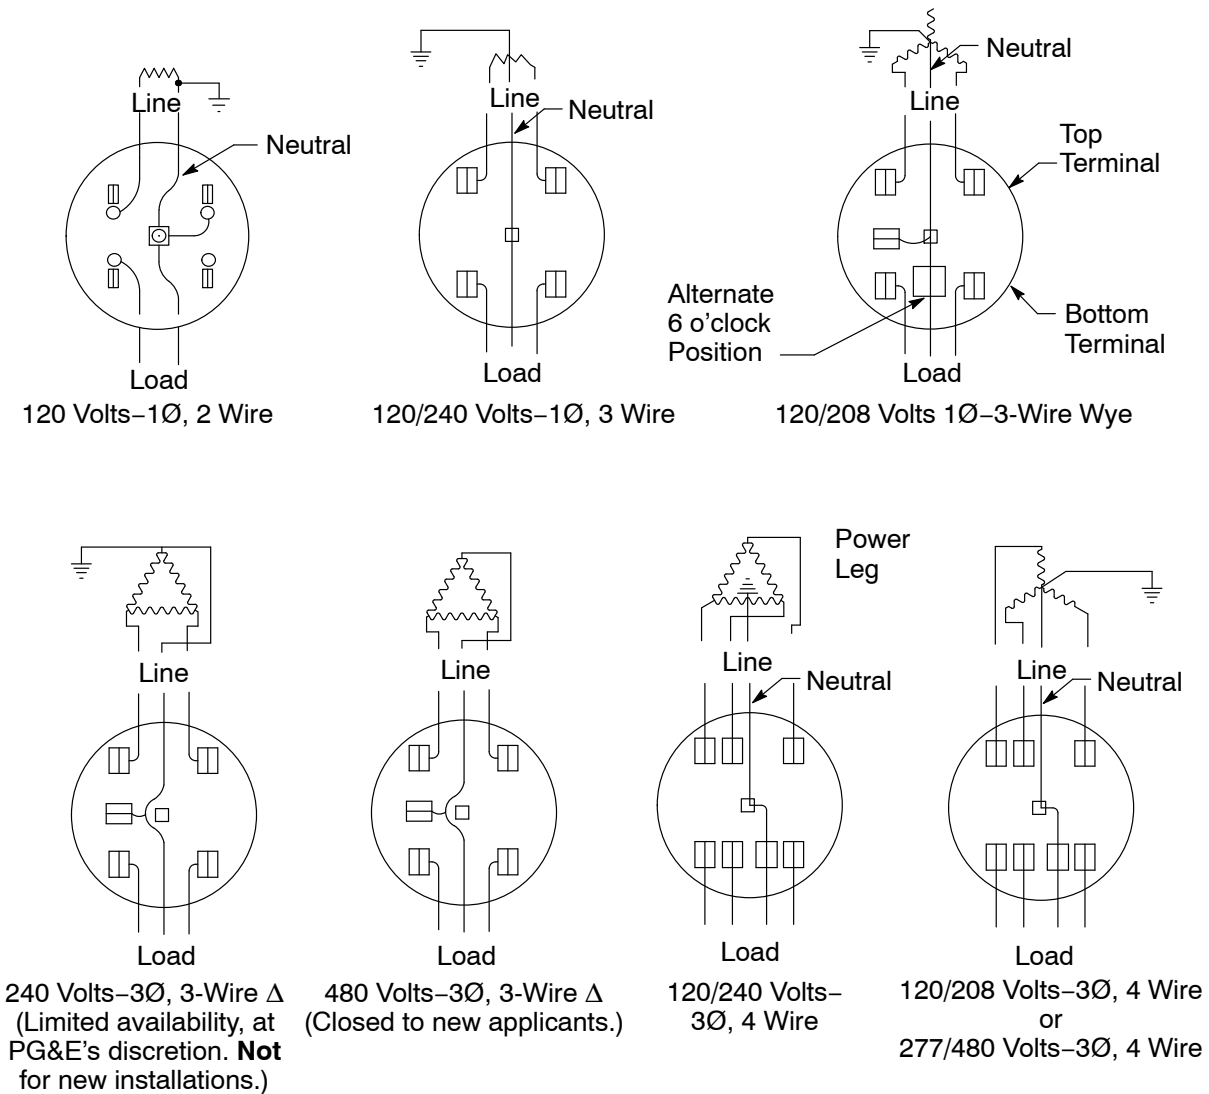 Line
Neutral
Load
120 Volts–1Ø, 2 Wire
Line
Neutral
Load
120/240 Volts–1Ø, 3 Wire
Neutral
Line
Top
Terminal
Alternate
6 o’clock
Position
Bottom
Terminal
Load
120/208 Volts 1Ø–3-Wire Wye
Line
Load
240 Volts–3Ø, 3-Wire Δ
(Limited availability, at
PG&E’s discretion. Not
for new installations.)
Line
Load
480 Volts–3Ø, 3-Wire Δ
(Closed to new applicants.)
Power
Leg
Line
Neutral
Load
120/240 Volts–
3Ø, 4 Wire
Line
Neutral
Load
120/208 Volts–3Ø, 4 Wire
or
277/480 Volts–3Ø, 4 Wire